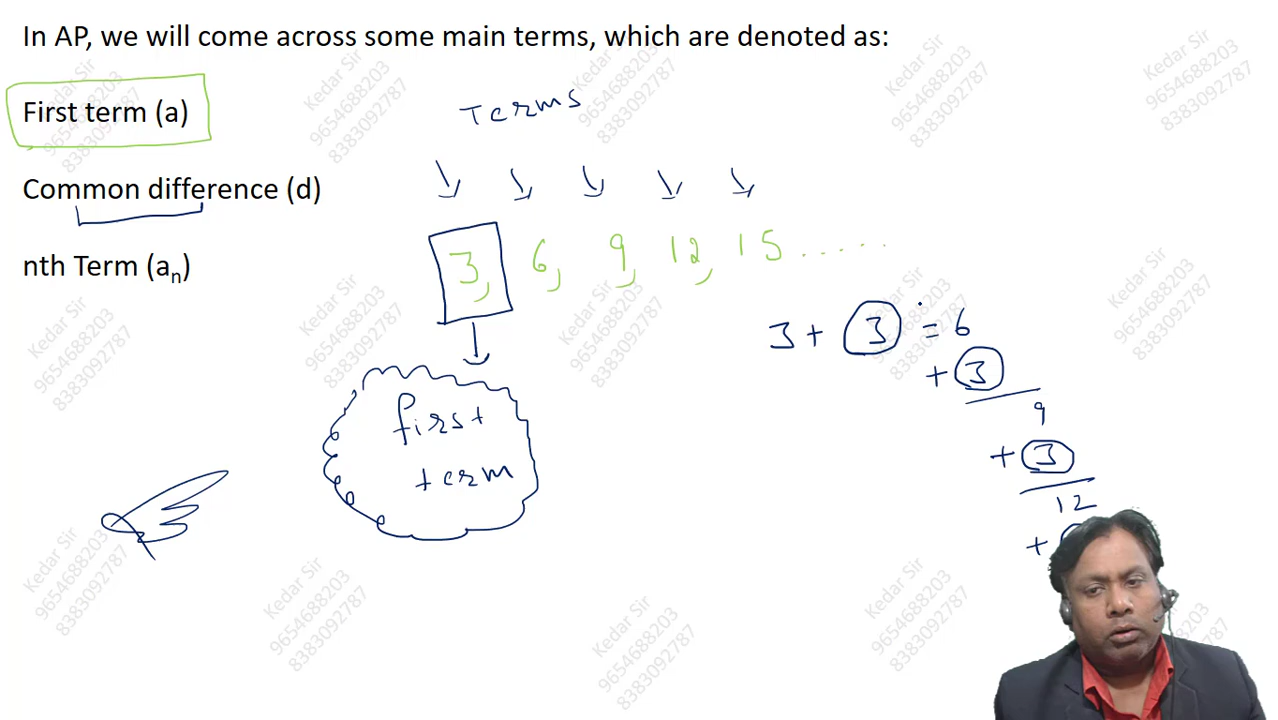 In AP, we will come across some main terms, which are denoted as:
First term (a)
Common difference (d)
nth Term (aₙ)
Terms
3, 6, 9, 12, 15 .....
first
term
3 + 3 = 6
+ 3
9
+ 3
12
+
Kedar Sir
9654688203
8383092787